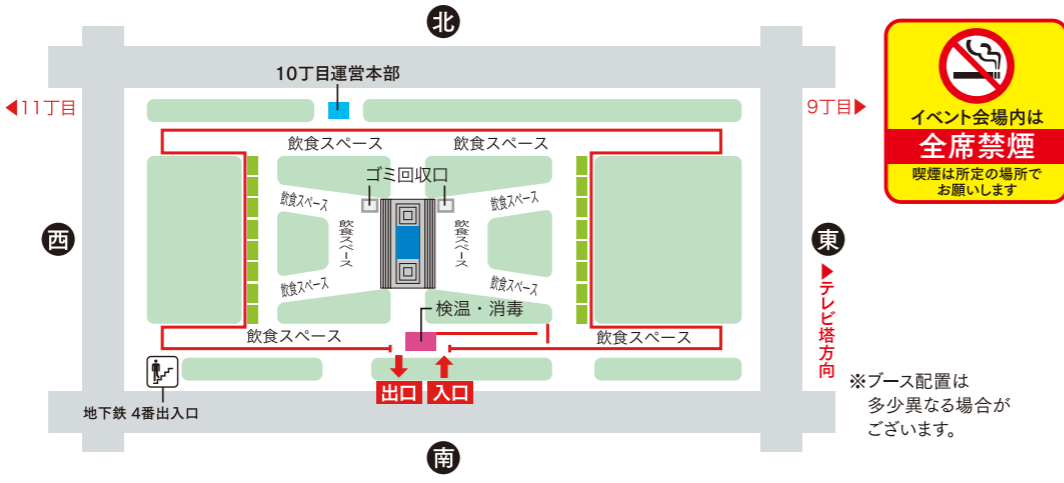 北
10丁目運営本部
◀11丁目
9丁目▶
イベント会場内は
全席禁煙
喫煙は所定の場所で
お願いします
飲食スペース
飲食スペース
ゴミ回収口
飲食スペース
飲食スペース
飲食スペース
飲食スペース
西
東
▶テレビ塔方向
飲食スペース
飲食スペース
検温・消毒
飲食スペース
飲食スペース
出口
入口
地下鉄 4番出入口
※ブース配置は
多少異なる場合が
ございます。
南